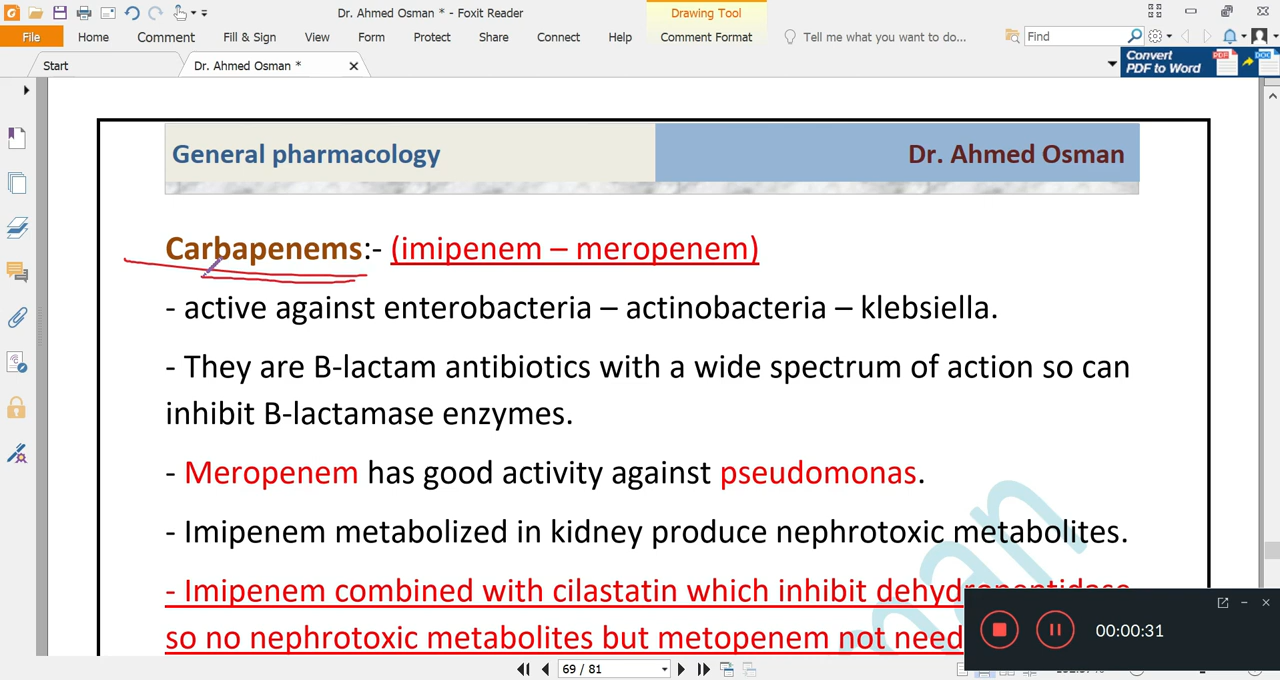 Dr. Ahmed Osman * - Foxit Reader
Drawing Tool
File Home Comment Fill & Sign View Form Protect Share Connect Help Comment Format Tell me what you want to do... Find
Start Dr. Ahmed Osman *
Convert
PDF to Word
General pharmacology Dr. Ahmed Osman
Carbapenems:- (imipenem – meropenem)
- active against enterobacteria – actinobacteria – klebsiella.
- They are B-lactam antibiotics with a wide spectrum of action so can
inhibit B-lactamase enzymes.
- Meropenem has good activity against pseudomonas.
- Imipenem metabolized in kidney produce nephrotoxic metabolites.
- Imipenem combined with cilastatin which inhibit dehydropeptidase
so no nephrotoxic metabolites but metopenem not need
00:00:31
69 / 81